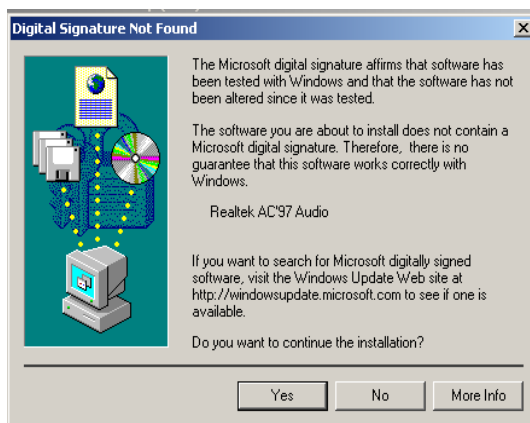 Digital Signature Not Found
The Microsoft digital signature affirms that software has
been tested with Windows and that the software has not
been altered since it was tested.
The software you are about to install does not contain a
Microsoft digital signature. Therefore, there is no
guarantee that this software works correctly with
Windows.
Realtek AC'97 Audio
If you want to search for Microsoft digitally signed
software, visit the Windows Update Web site at
http://windowsupdate.microsoft.com to see if one is
available.
Do you want to continue the installation?
Yes
No
More Info